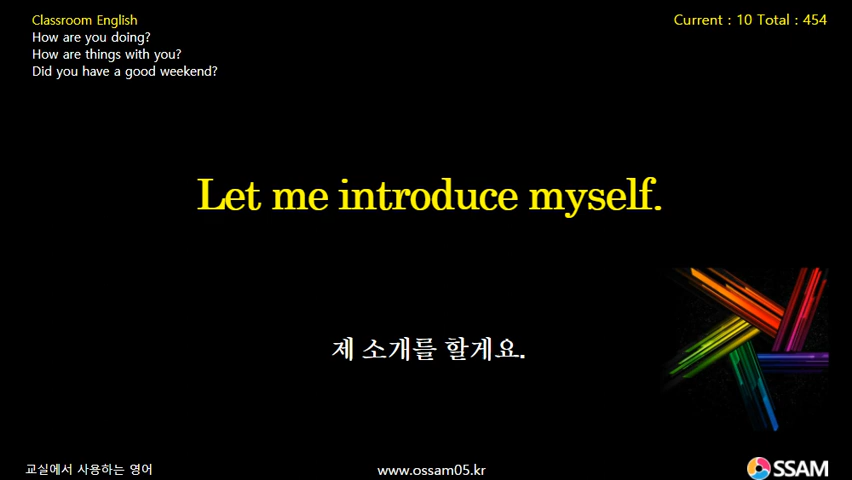 Classroom English
How are you doing?
How are things with you?
Did you have a good weekend?
Current : 10 Total : 454
Let me introduce myself.
제 소개를 할게요.
교실에서 사용하는 영어
www.ossam05.kr
SSAM